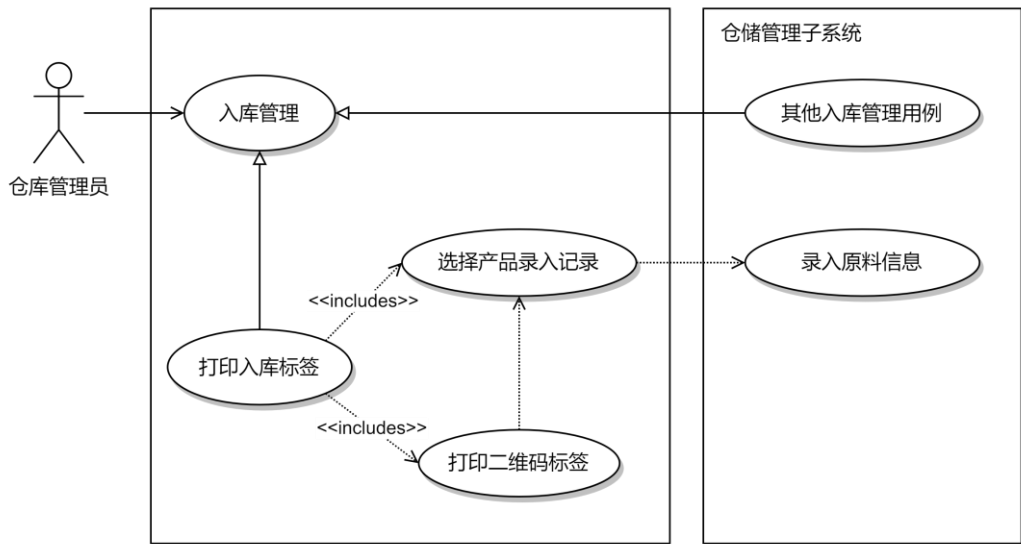 仓储管理子系统
入库管理
其他入库管理用例
仓库管理员
选择产品录入记录
录入原料信息
<<includes>>
打印入库标签
<<includes>>
打印二维码标签